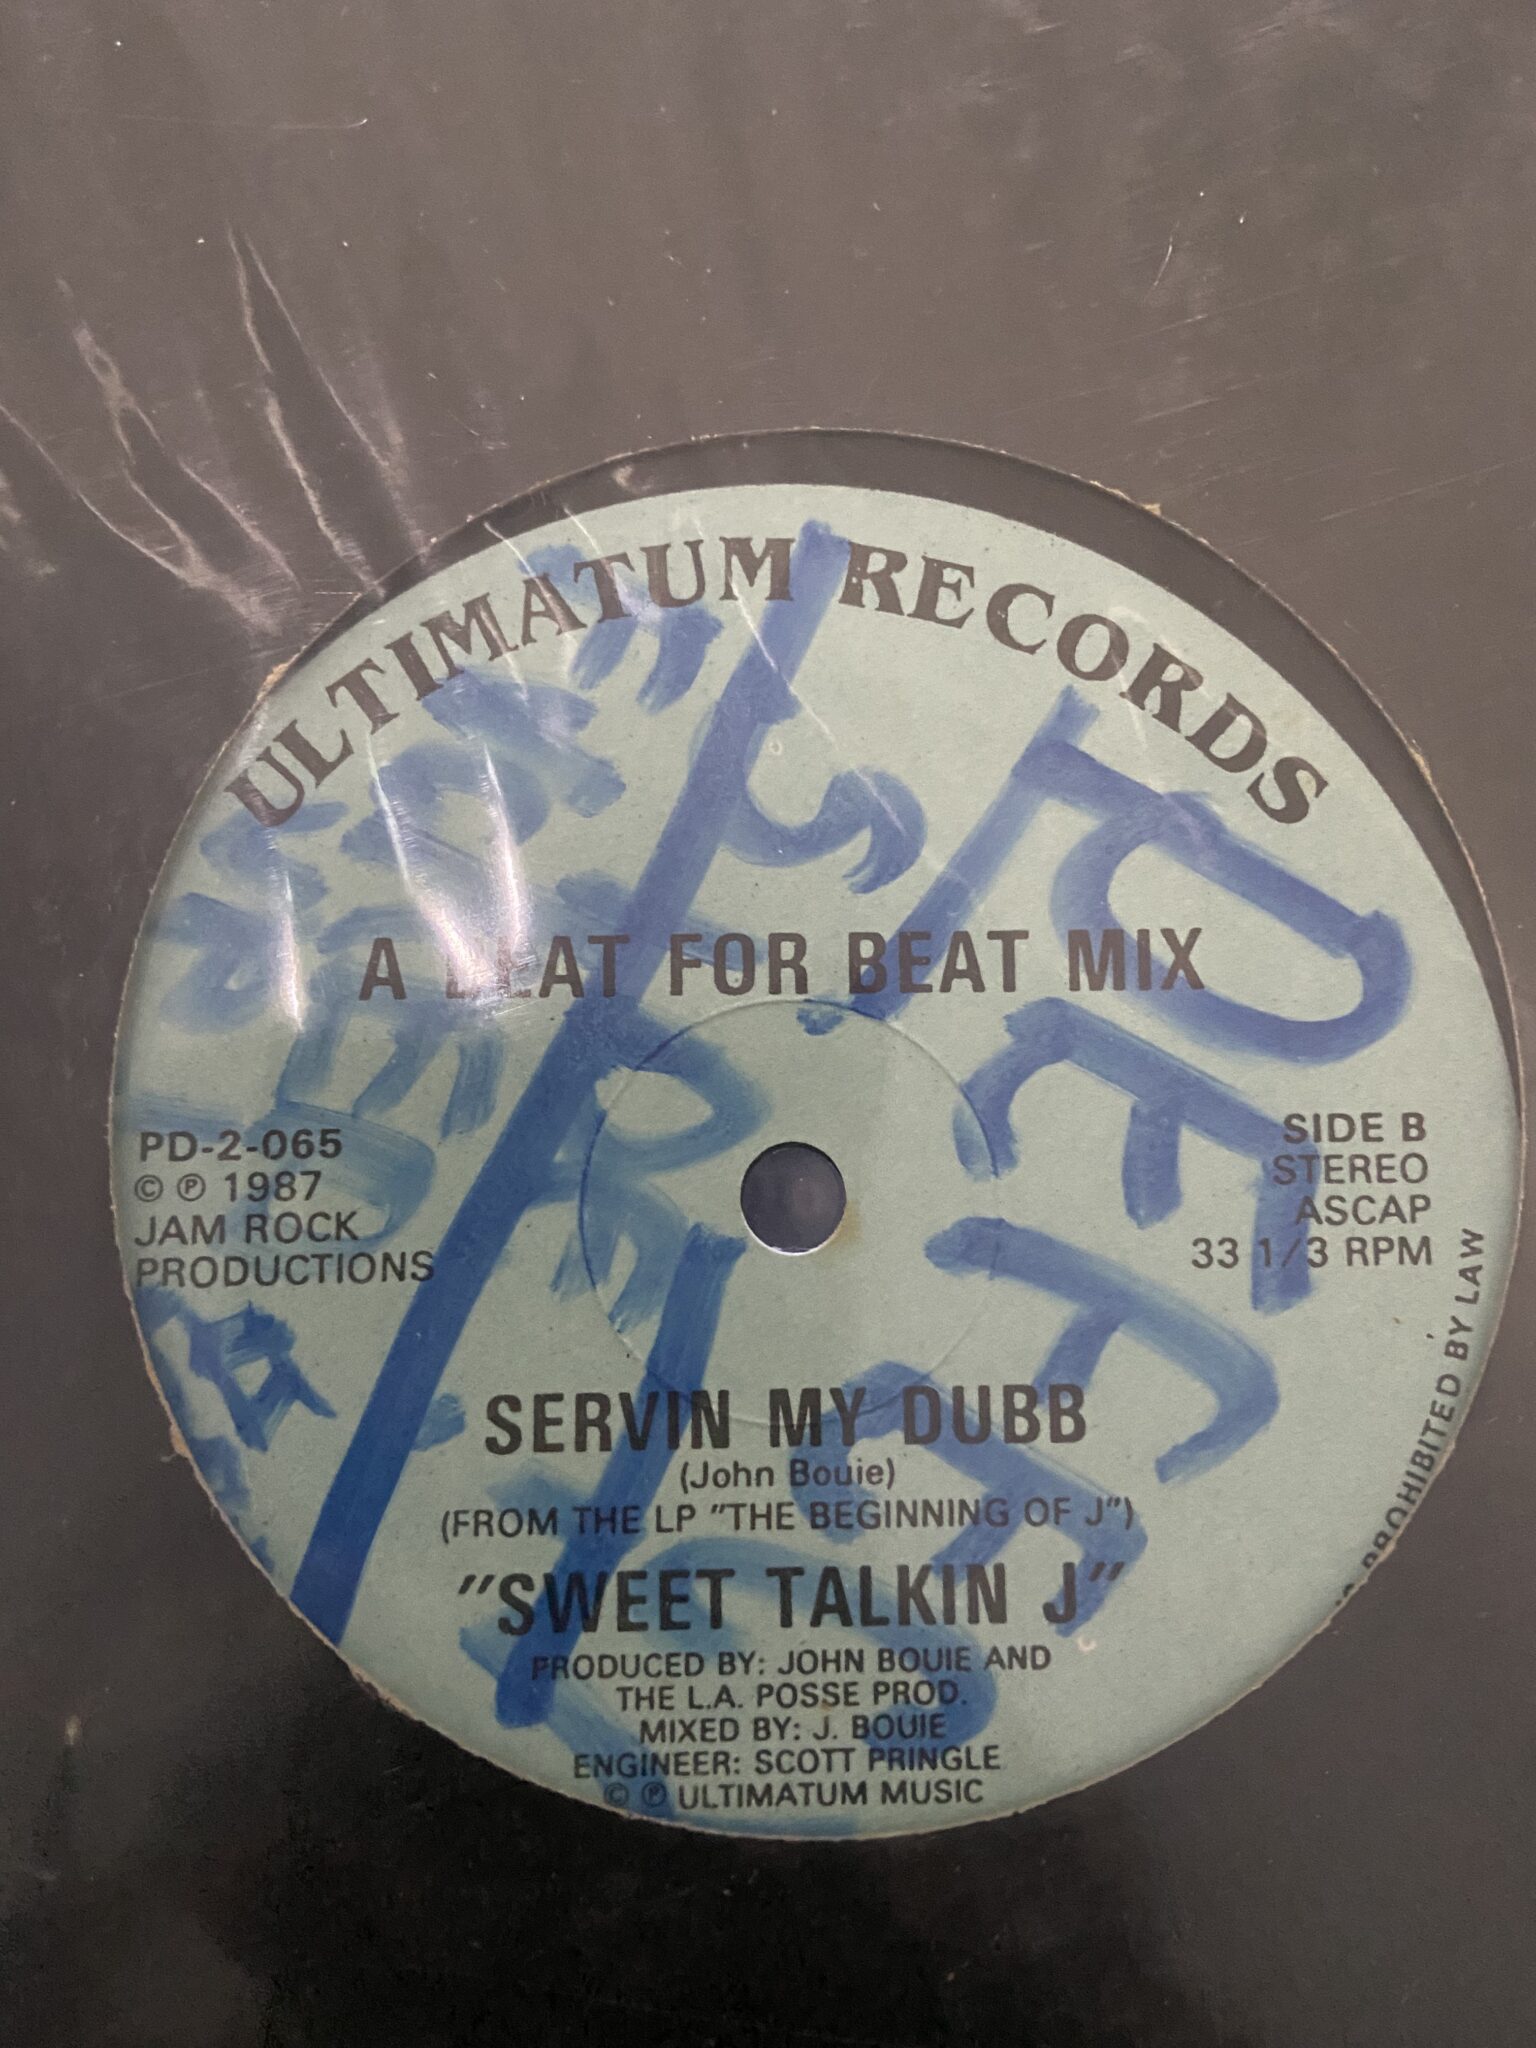 ULTIMATUM RECORDS
A BEAT FOR BEAT MIX
PD-2-065
© ℗ 1987
JAM ROCK
PRODUCTIONS
SIDE B
STEREO
ASCAP
33 1/3 RPM
PROHIBITED BY LAW
SERVIN MY DUBB
(John Bouie)
(FROM THE LP "THE BEGINNING OF J")
"SWEET TALKIN J"
PRODUCED BY: JOHN BOUIE AND
THE L.A. POSSE PROD.
MIXED BY: J. BOUIE
ENGINEER: SCOTT PRINGLE
© ℗ ULTIMATUM MUSIC